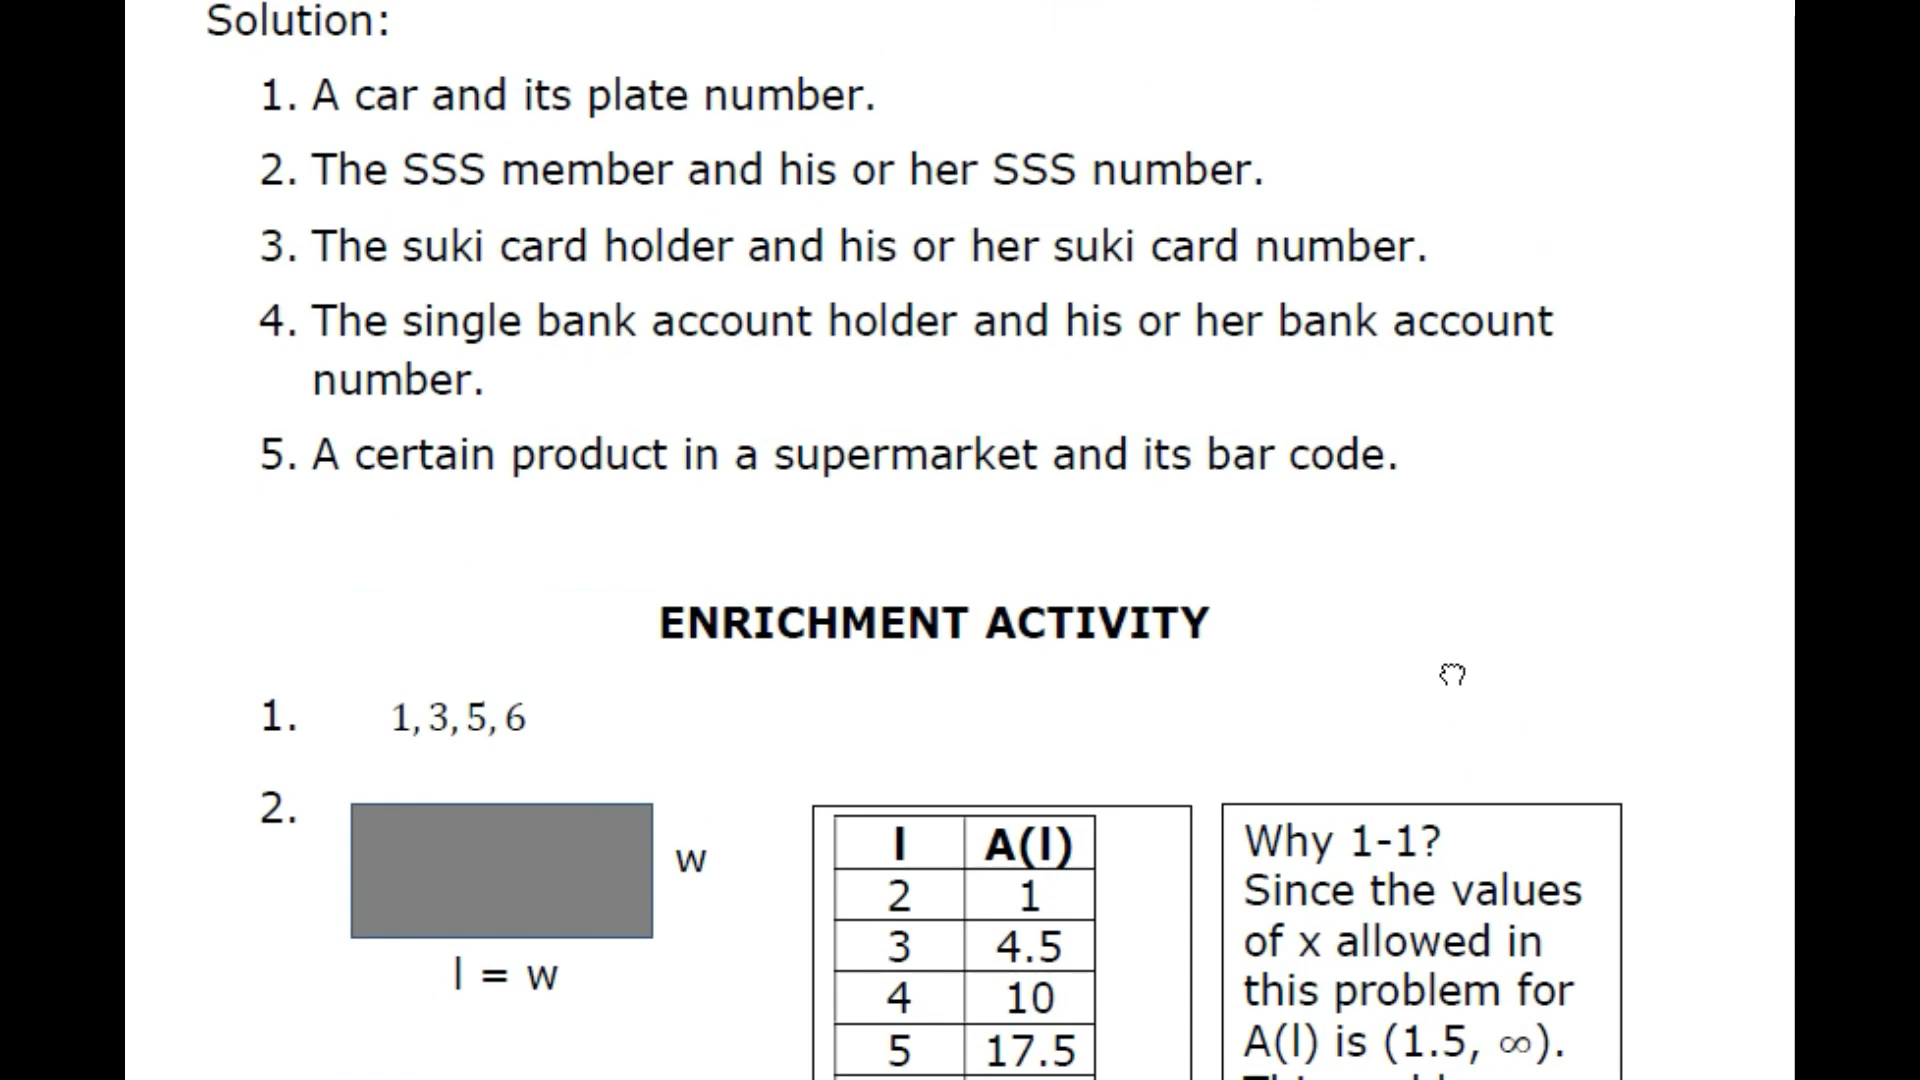 Solution:
1. A car and its plate number.
2. The SSS member and his or her SSS number.
3. The suki card holder and his or her suki card number.
4. The single bank account holder and his or her bank account
number.
5. A certain product in a supermarket and its bar code.
ENRICHMENT ACTIVITY
1. 1, 3, 5, 6
2.
w
l = w
l A(l)
2 1
3 4.5
4 10
5 17.5
Why 1-1?
Since the values
of x allowed in
this problem for
A(l) is (1.5, ∞).